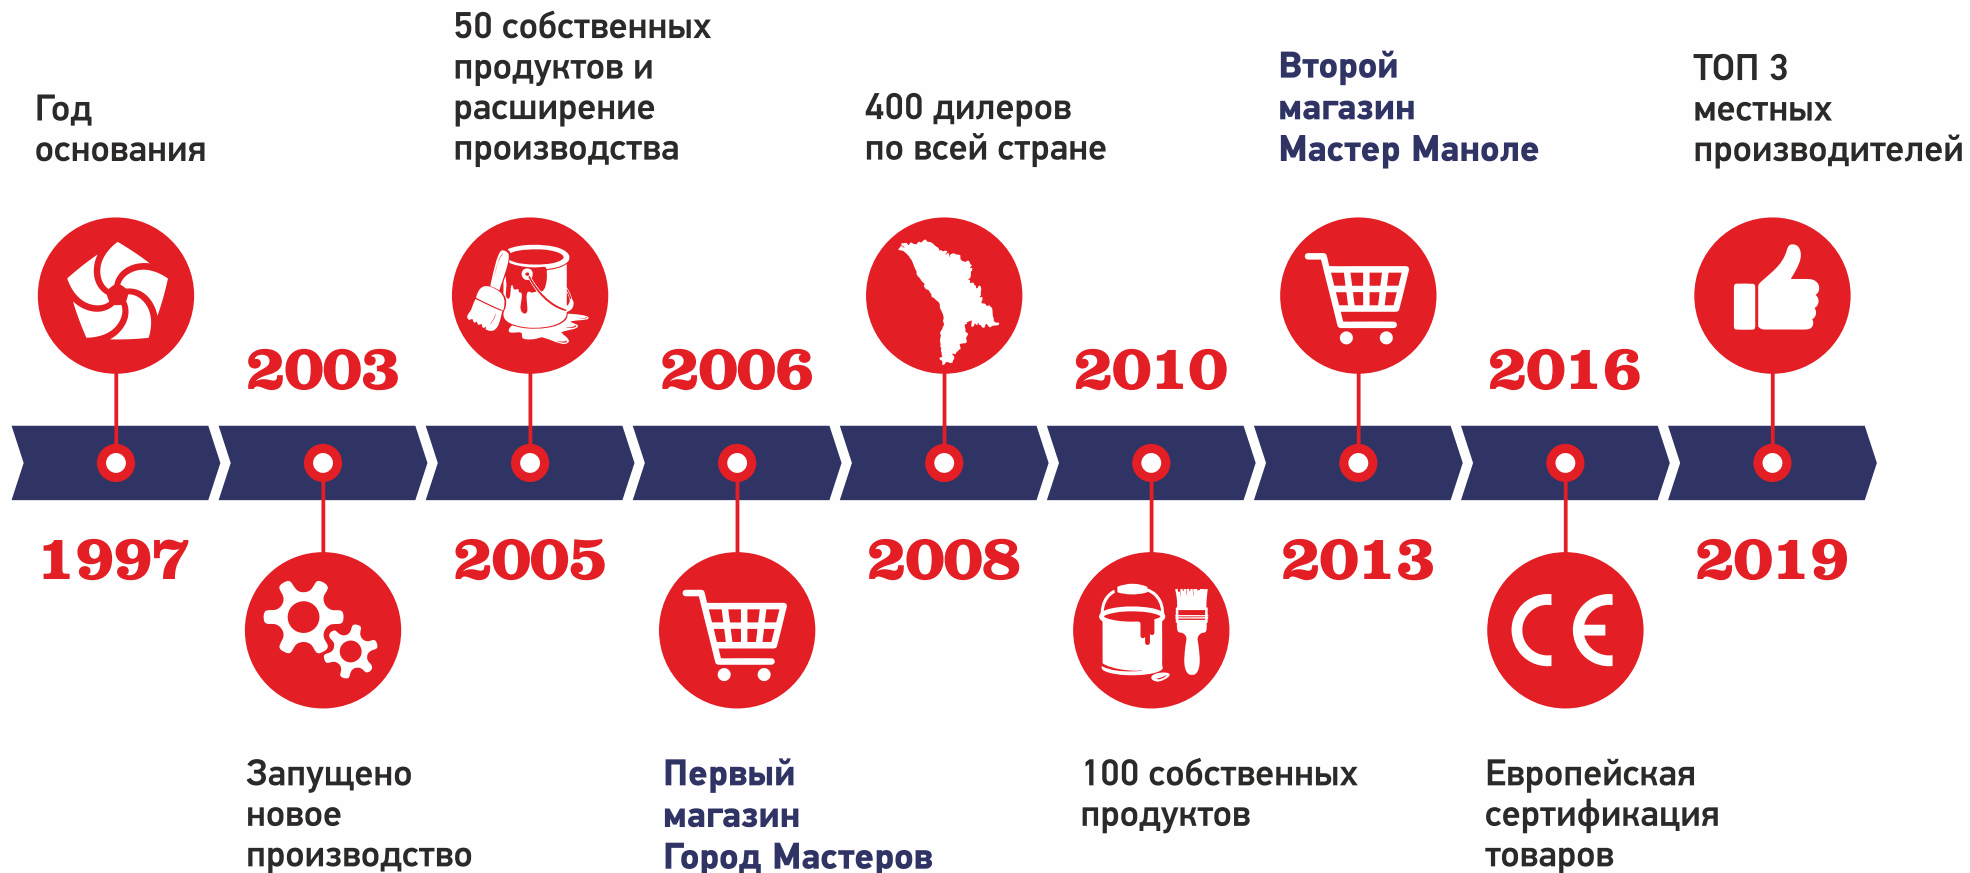 Год
основания
1997
2003
Запущено
новое
производство
50 собственных
продуктов и
расширение
производства
2005
2006
Первый
магазин
Город Мастеров
400 дилеров
по всей стране
2008
2010
100 собственных
продуктов
Второй
магазин
Мастер Маноле
2013
2016
CE
Европейская
сертификация
товаров
ТОП 3
местных
производителей
2019